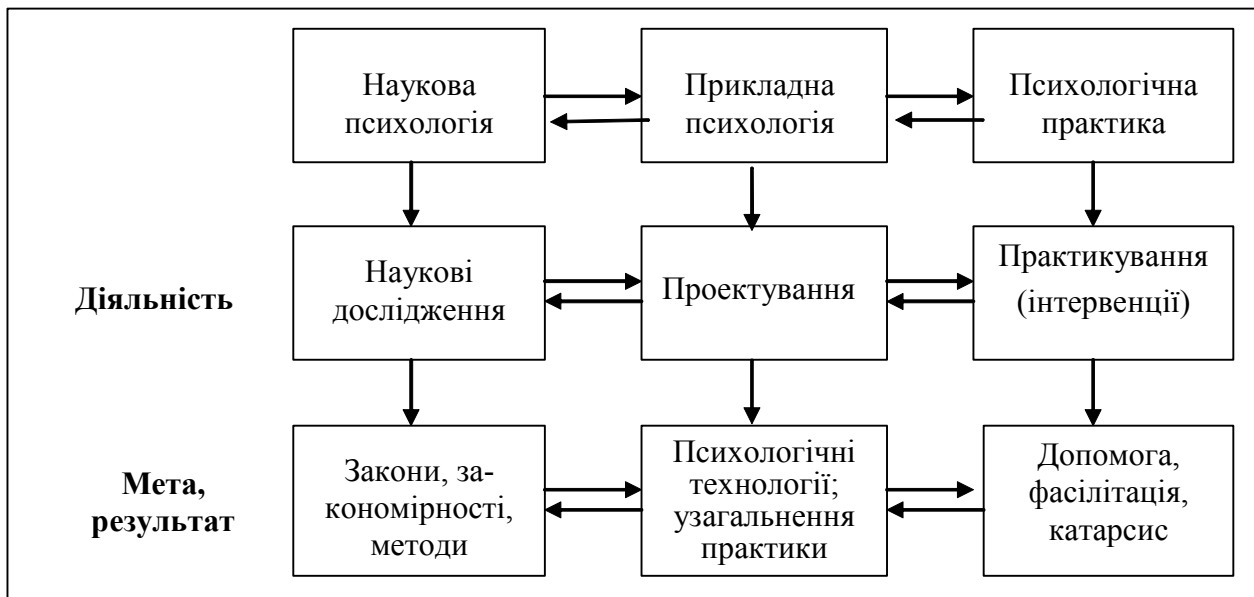 Наукова
психологія
Прикладна
психологія
Психологічна
практика
Діяльність
Наукові
дослідження
Проектування
Практикування
(інтервенції)
Мета,
результат
Закони, за-
кономірності,
методи
Психологічні
технології;
узагальнення
практики
Допомога,
фасілітація,
катарсис